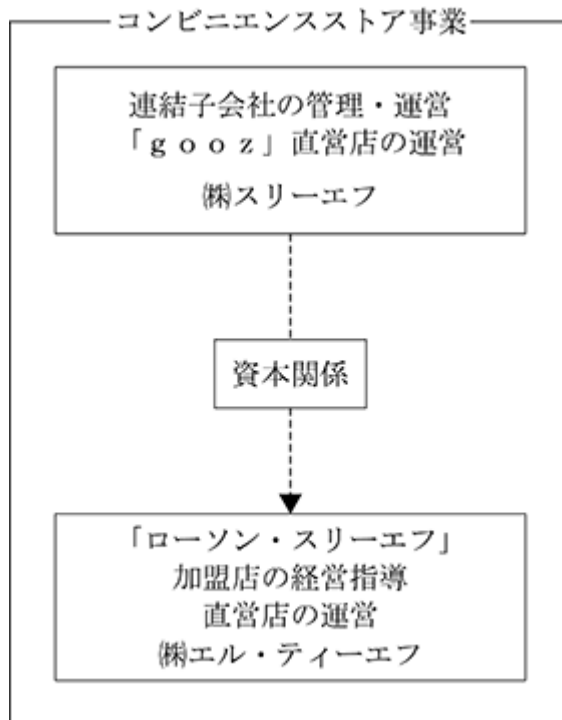 コンビニエンスストア事業
連結子会社の管理・運営
「ｇｏｏｚ」直営店の運営
㈱スリーエフ
資本関係
「ローソン・スリーエフ」
加盟店の経営指導
直営店の運営
㈱エル・ティーエフ